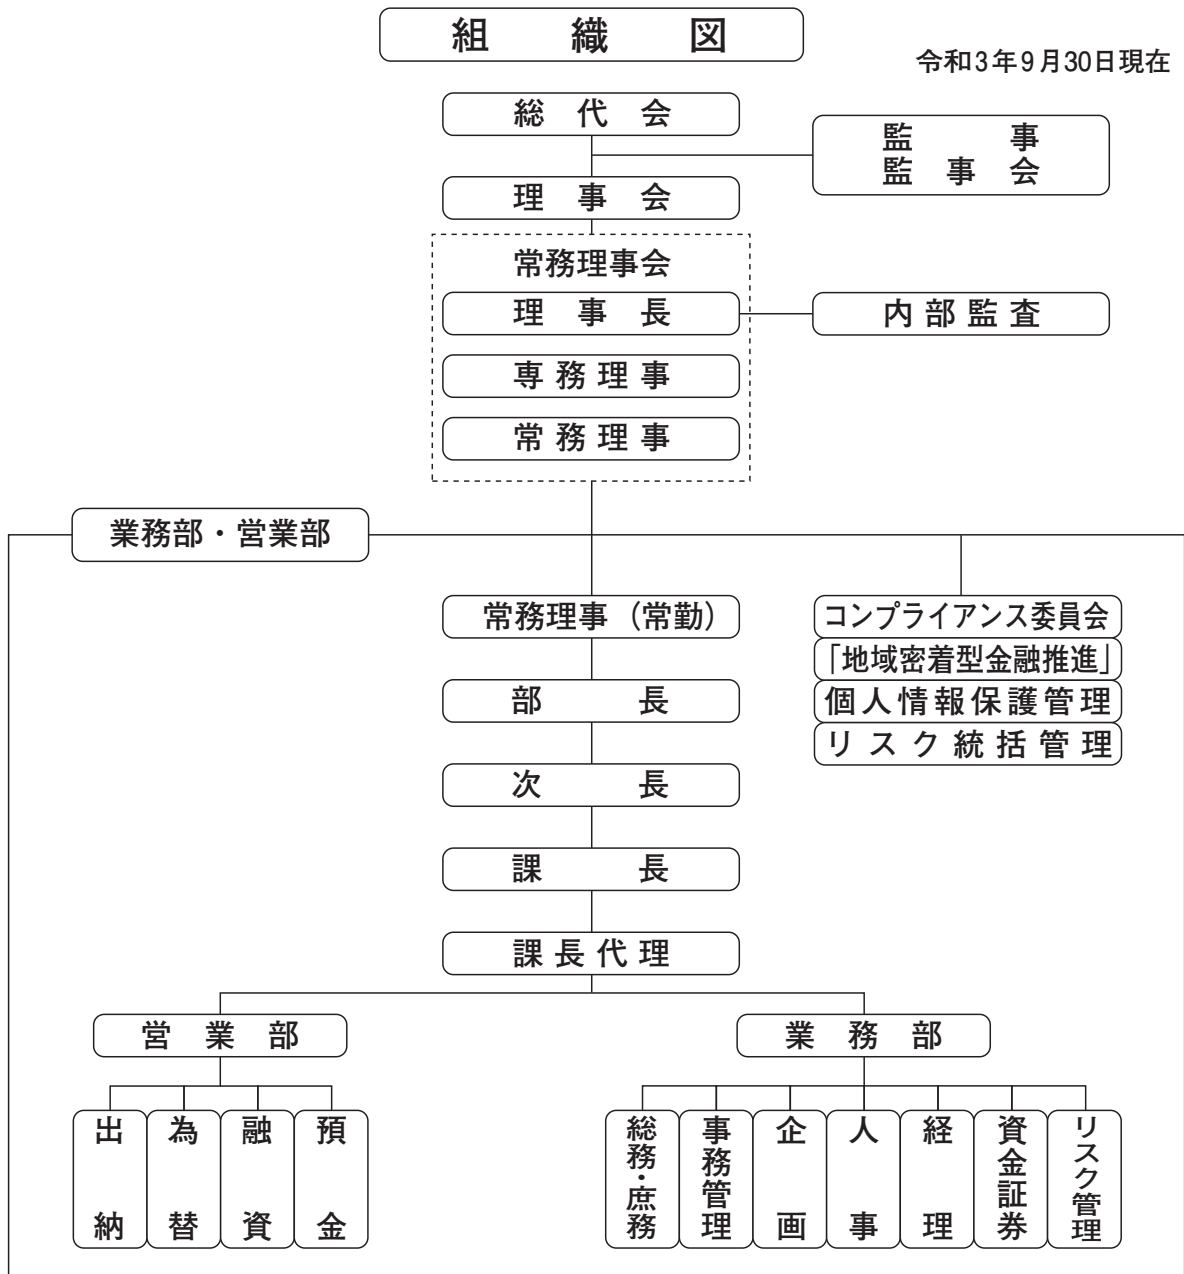 組織図
令和3年9月30日現在
総代会
監事
監事会
理事会
常務理事会
理事長
内部監査
専務理事
常務理事
業務部・営業部
常務理事（常勤）
コンプライアンス委員会
「地域密着型金融推進」
個人情報保護管理
リスク統括管理
部長
次長
課長
課長代理
営業部
業務部
出納
為替
融資
預金
総務・庶務
事務管理
企画
人事
経理
資金証券
リスク管理